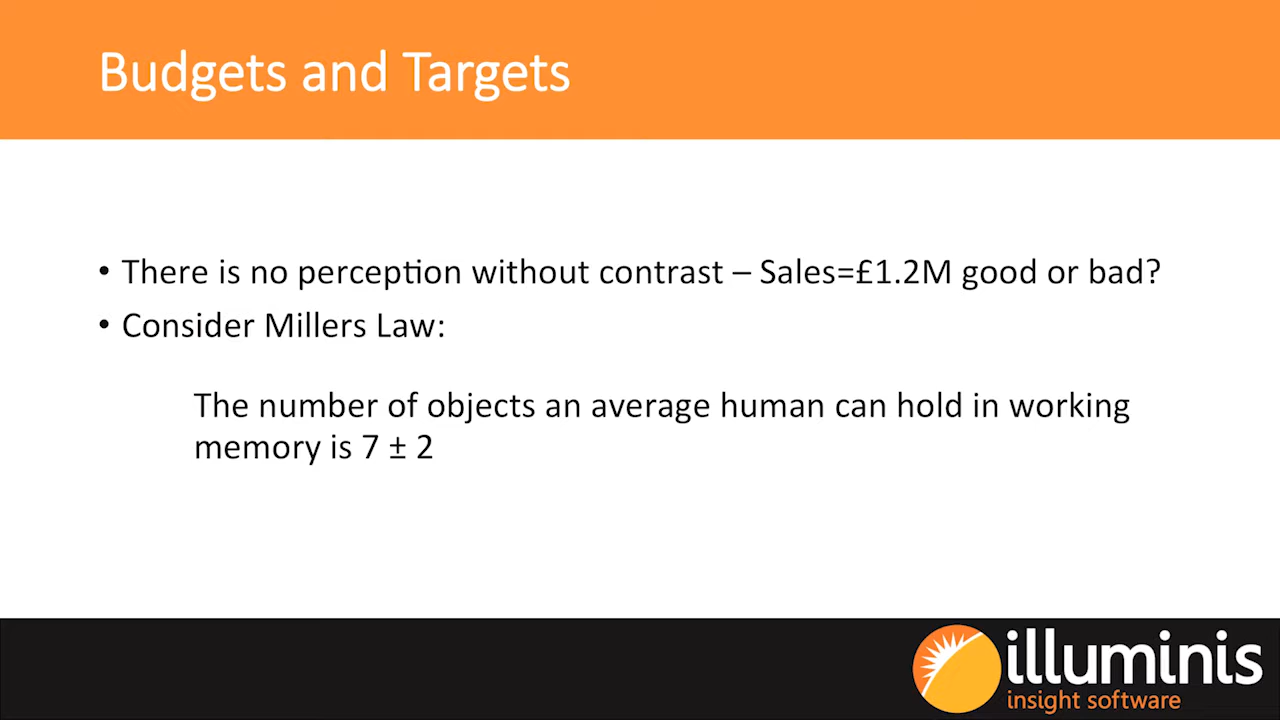 Budgets and Targets
• There is no perception without contrast – Sales=£1.2M good or bad?
• Consider Millers Law:
The number of objects an average human can hold in working
memory is 7 ± 2
illuminis
insight software